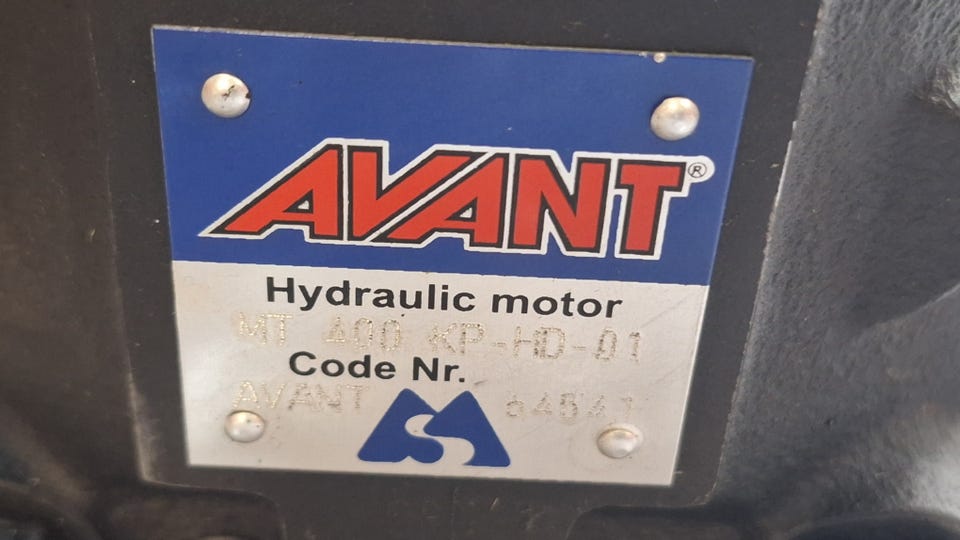 AVANT®
Hydraulic motor
MT 400 KP-HD-01
Code Nr.
AVANT